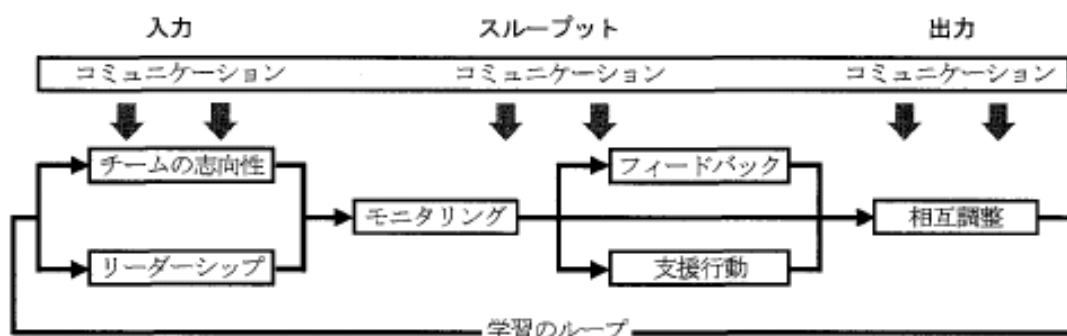 入力 スループット 出力
コミュニケーション コミュニケーション コミュニケーション
チームの志向性 フィードバック
モニタリング 相互調整
リーダーシップ 支援行動
学習のループ